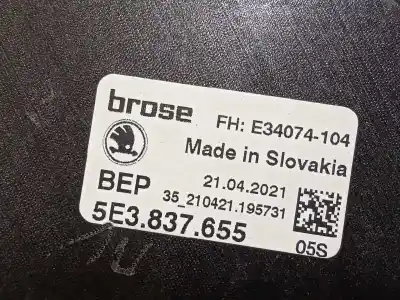 brose
FH: E34074-104
Made in Slovakia
BEP
21.04.2021
35_210421.195731
5E3.837.655
05S